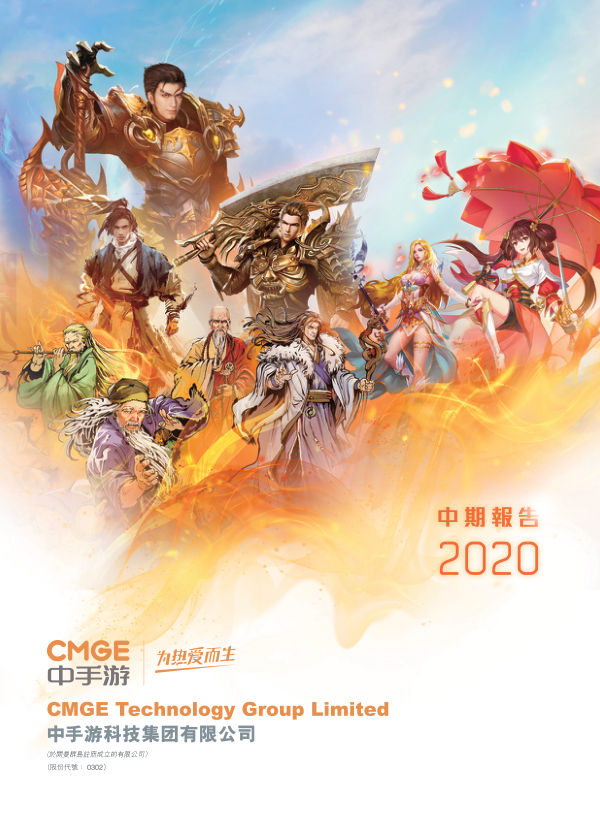 中期報告
2020
CMGE
中手游
为热爱而生
CMGE Technology Group Limited
中手游科技集团有限公司
(於開曼群島註冊成立的有限公司)
(股份代號：0302)